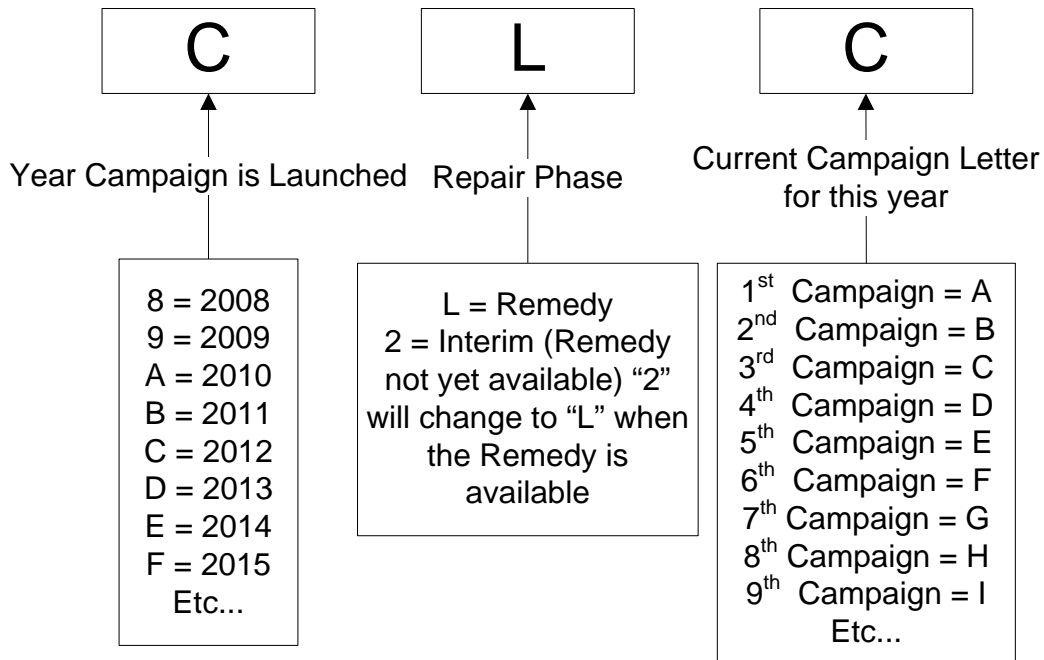 C
L
C
Year Campaign is Launched
Repair Phase
Current Campaign Letter
for this year
8 = 2008
9 = 2009
A = 2010
B = 2011
C = 2012
D = 2013
E = 2014
F = 2015
Etc...
L = Remedy
2 = Interim (Remedy
not yet available) “2”
will change to “L” when
the Remedy is
available
1st Campaign = A
2nd Campaign = B
3rd Campaign = C
4th Campaign = D
5th Campaign = E
6th Campaign = F
7th Campaign = G
8th Campaign = H
9th Campaign = I
Etc...